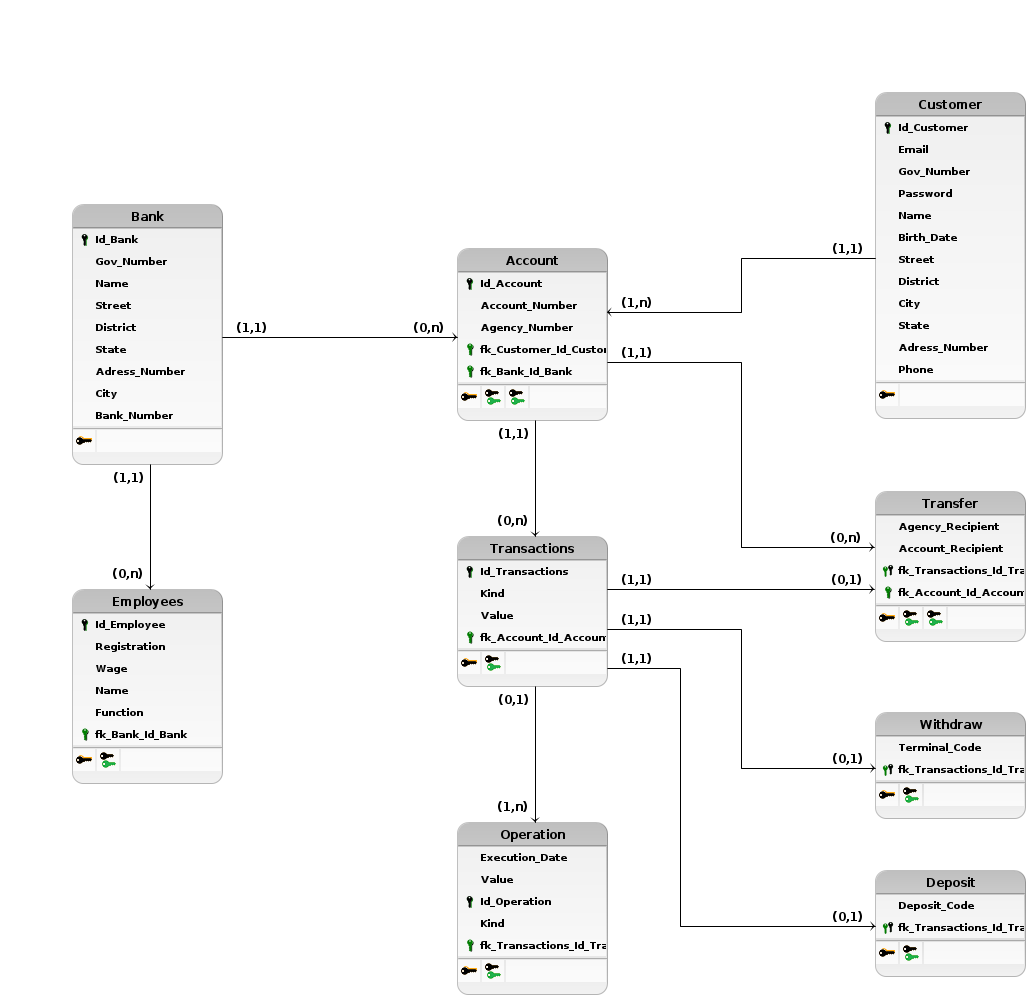 Customer
Id_Customer
Email
Gov_Number
Password
Name
Birth_Date
Street
District
City
State
Adress_Number
Phone
Bank
Id_Bank
Gov_Number
Name
Street
District
State
Adress_Number
City
Bank_Number
Account
Id_Account
Account_Number
Agency_Number
fk_Customer_Id_Custo
fk_Bank_Id_Bank
(1,1)
(1,n)
(1,1)
(0,n)
(1,1)
(1,1)
(0,n)
(1,1)
(0,n)
(1,1)
(0,n)
Employees
Id_Employee
Registration
Wage
Name
Function
fk_Bank_Id_Bank
Transactions
Id_Transactions
Kind
Value
fk_Account_Id_Accoun
Transfer
Agency_Recipient
Account_Recipient
fk_Transactions_Id_Tra
fk_Account_Id_Accoun
(1,1)
(0,1)
(1,1)
(1,1)
(0,1)
(1,n)
(0,1)
(0,1)
Withdraw
Terminal_Code
fk_Transactions_Id_Tra
Operation
Execution_Date
Value
Id_Operation
Kind
fk_Transactions_Id_Tra
Deposit
Deposit_Code
fk_Transactions_Id_Tra